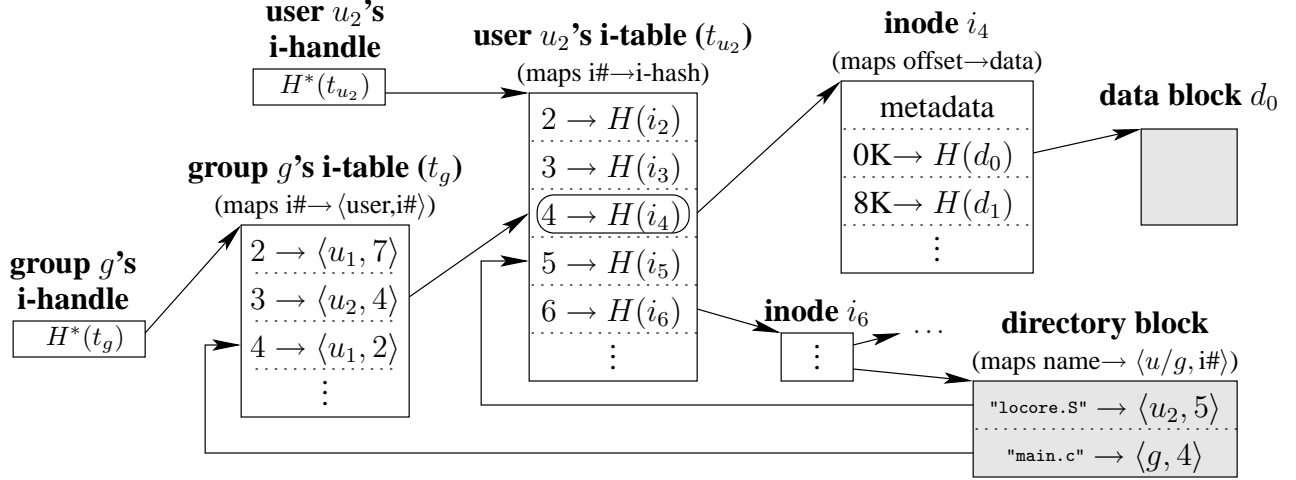 user u₂'s
i-handle
H*(t_{u₂})
user u₂'s i-table (t_{u₂})
(maps i#→i-hash)
2 → H(i₂)
3 → H(i₃)
4 → H(i₄)
5 → H(i₅)
6 → H(i₆)
⋮
inode i₄
(maps offset→data)
metadata
0K→ H(d₀)
8K→ H(d₁)
⋮
data block d₀
group g's i-table (t_g)
(maps i#→⟨user,i#⟩)
2 → ⟨u₁, 7⟩
3 → ⟨u₂, 4⟩
4 → ⟨u₁, 2⟩
⋮
group g's
i-handle
H*(t_g)
inode i₆
⋮
...
directory block
(maps name→ ⟨u/g, i#⟩)
"locore.S" → ⟨u₂, 5⟩
"main.c" → ⟨g, 4⟩